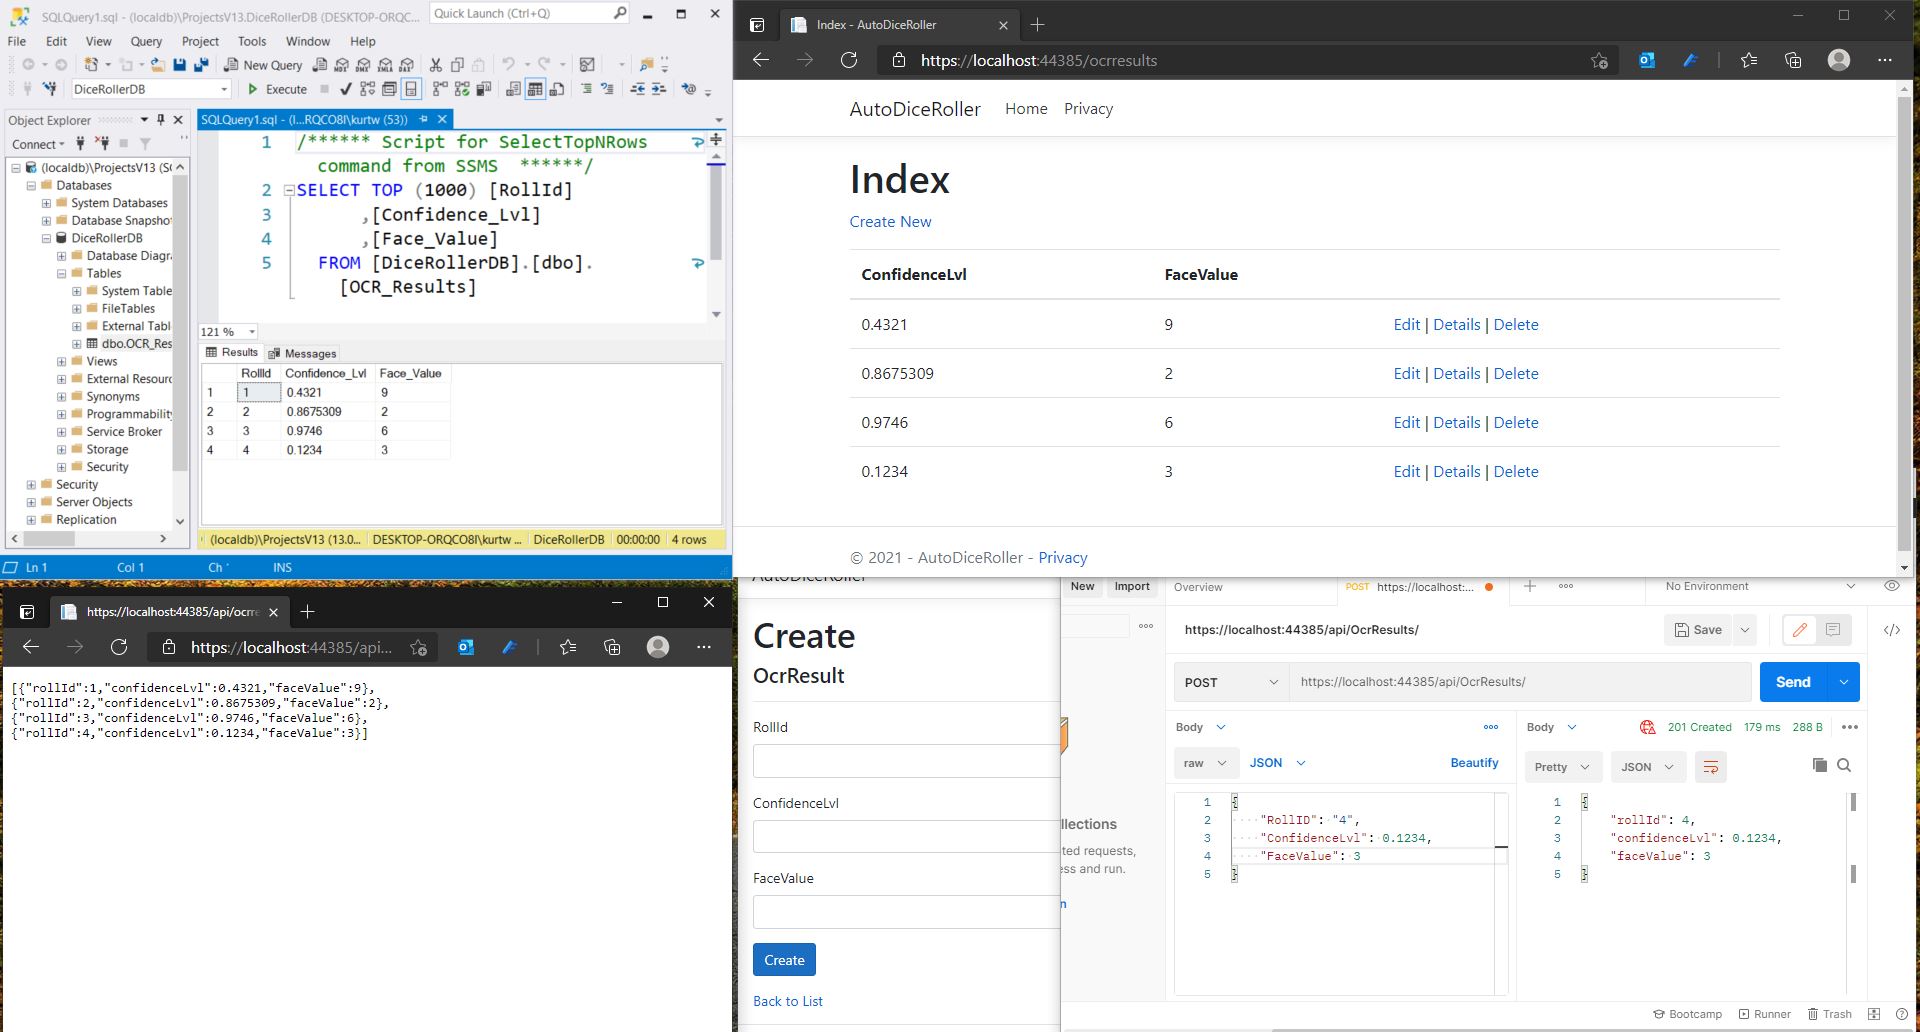 SQLQuery1.sql - (localdb)\ProjectsV13.DiceRollerDB (DESKTOP-ORQC...
Quick Launch (Ctrl+Q)
File Edit View Query Project Tools Window Help
New Query
DiceRollerDB
Execute
Object Explorer
Connect
(localdb)\ProjectsV13 (S
Databases
System Databases
Database Snapshot
DiceRollerDB
Database Diagra
Tables
System Table
FileTables
External Tabl
dbo.OCR_Res
Views
External Resourc
Synonyms
Programmability
Service Broker
Storage
Security
Security
Server Objects
Replication
SQLQuery1.sql - (l...RQCO8I\kurtw (53))
1 /****** Script for SelectTopNRows
command from SSMS ******/
2 SELECT TOP (1000) [RollId]
3 ,[Confidence_Lvl]
4 ,[Face_Value]
5 FROM [DiceRollerDB].[dbo].
[OCR_Results]
121 %
Results Messages
RollId Confidence_Lvl Face_Value
1 1 0.4321 9
2 2 0.8675309 2
3 3 0.9746 6
4 4 0.1234 3
(localdb)\ProjectsV13 (13.0... DESKTOP-ORQCO8I\kurtw ... DiceRollerDB 00:00:00 4 rows
Ln 1 Col 1 Ch INS
Index - AutoDiceRoller
https://localhost:44385/ocrresults
AutoDiceRoller Home Privacy
Index
Create New
ConfidenceLvl FaceValue
0.4321 9 Edit | Details | Delete
0.8675309 2 Edit | Details | Delete
0.9746 6 Edit | Details | Delete
0.1234 3 Edit | Details | Delete
© 2021 - AutoDiceRoller - Privacy
https://localhost:44385/api/ocrre
https://localhost:44385/api...
[{"rollId":1,"confidenceLvl":0.4321,"faceValue":9},
{"rollId":2,"confidenceLvl":0.8675309,"faceValue":2},
{"rollId":3,"confidenceLvl":0.9746,"faceValue":6},
{"rollId":4,"confidenceLvl":0.1234,"faceValue":3}]
AutoDiceRoller
Create
OcrResult
RollId
ConfidenceLvl
FaceValue
Create
Back to List
New Import Overview POST https://localhost:... No Environment
https://localhost:44385/api/OcrResults/ Save
POST https://localhost:44385/api/OcrResults/ Send
Body
raw JSON Beautify
1 {
2 "RollID": "4",
3 "ConfidenceLvl": 0.1234,
4 "FaceValue": 3
5 }
Body 201 Created 179 ms 288 B
Pretty JSON
1 {
2 "rollId": 4,
3 "confidenceLvl": 0.1234,
4 "faceValue": 3
5 }
llections
ted requests,
ess and run.
n
Bootcamp Runner Trash